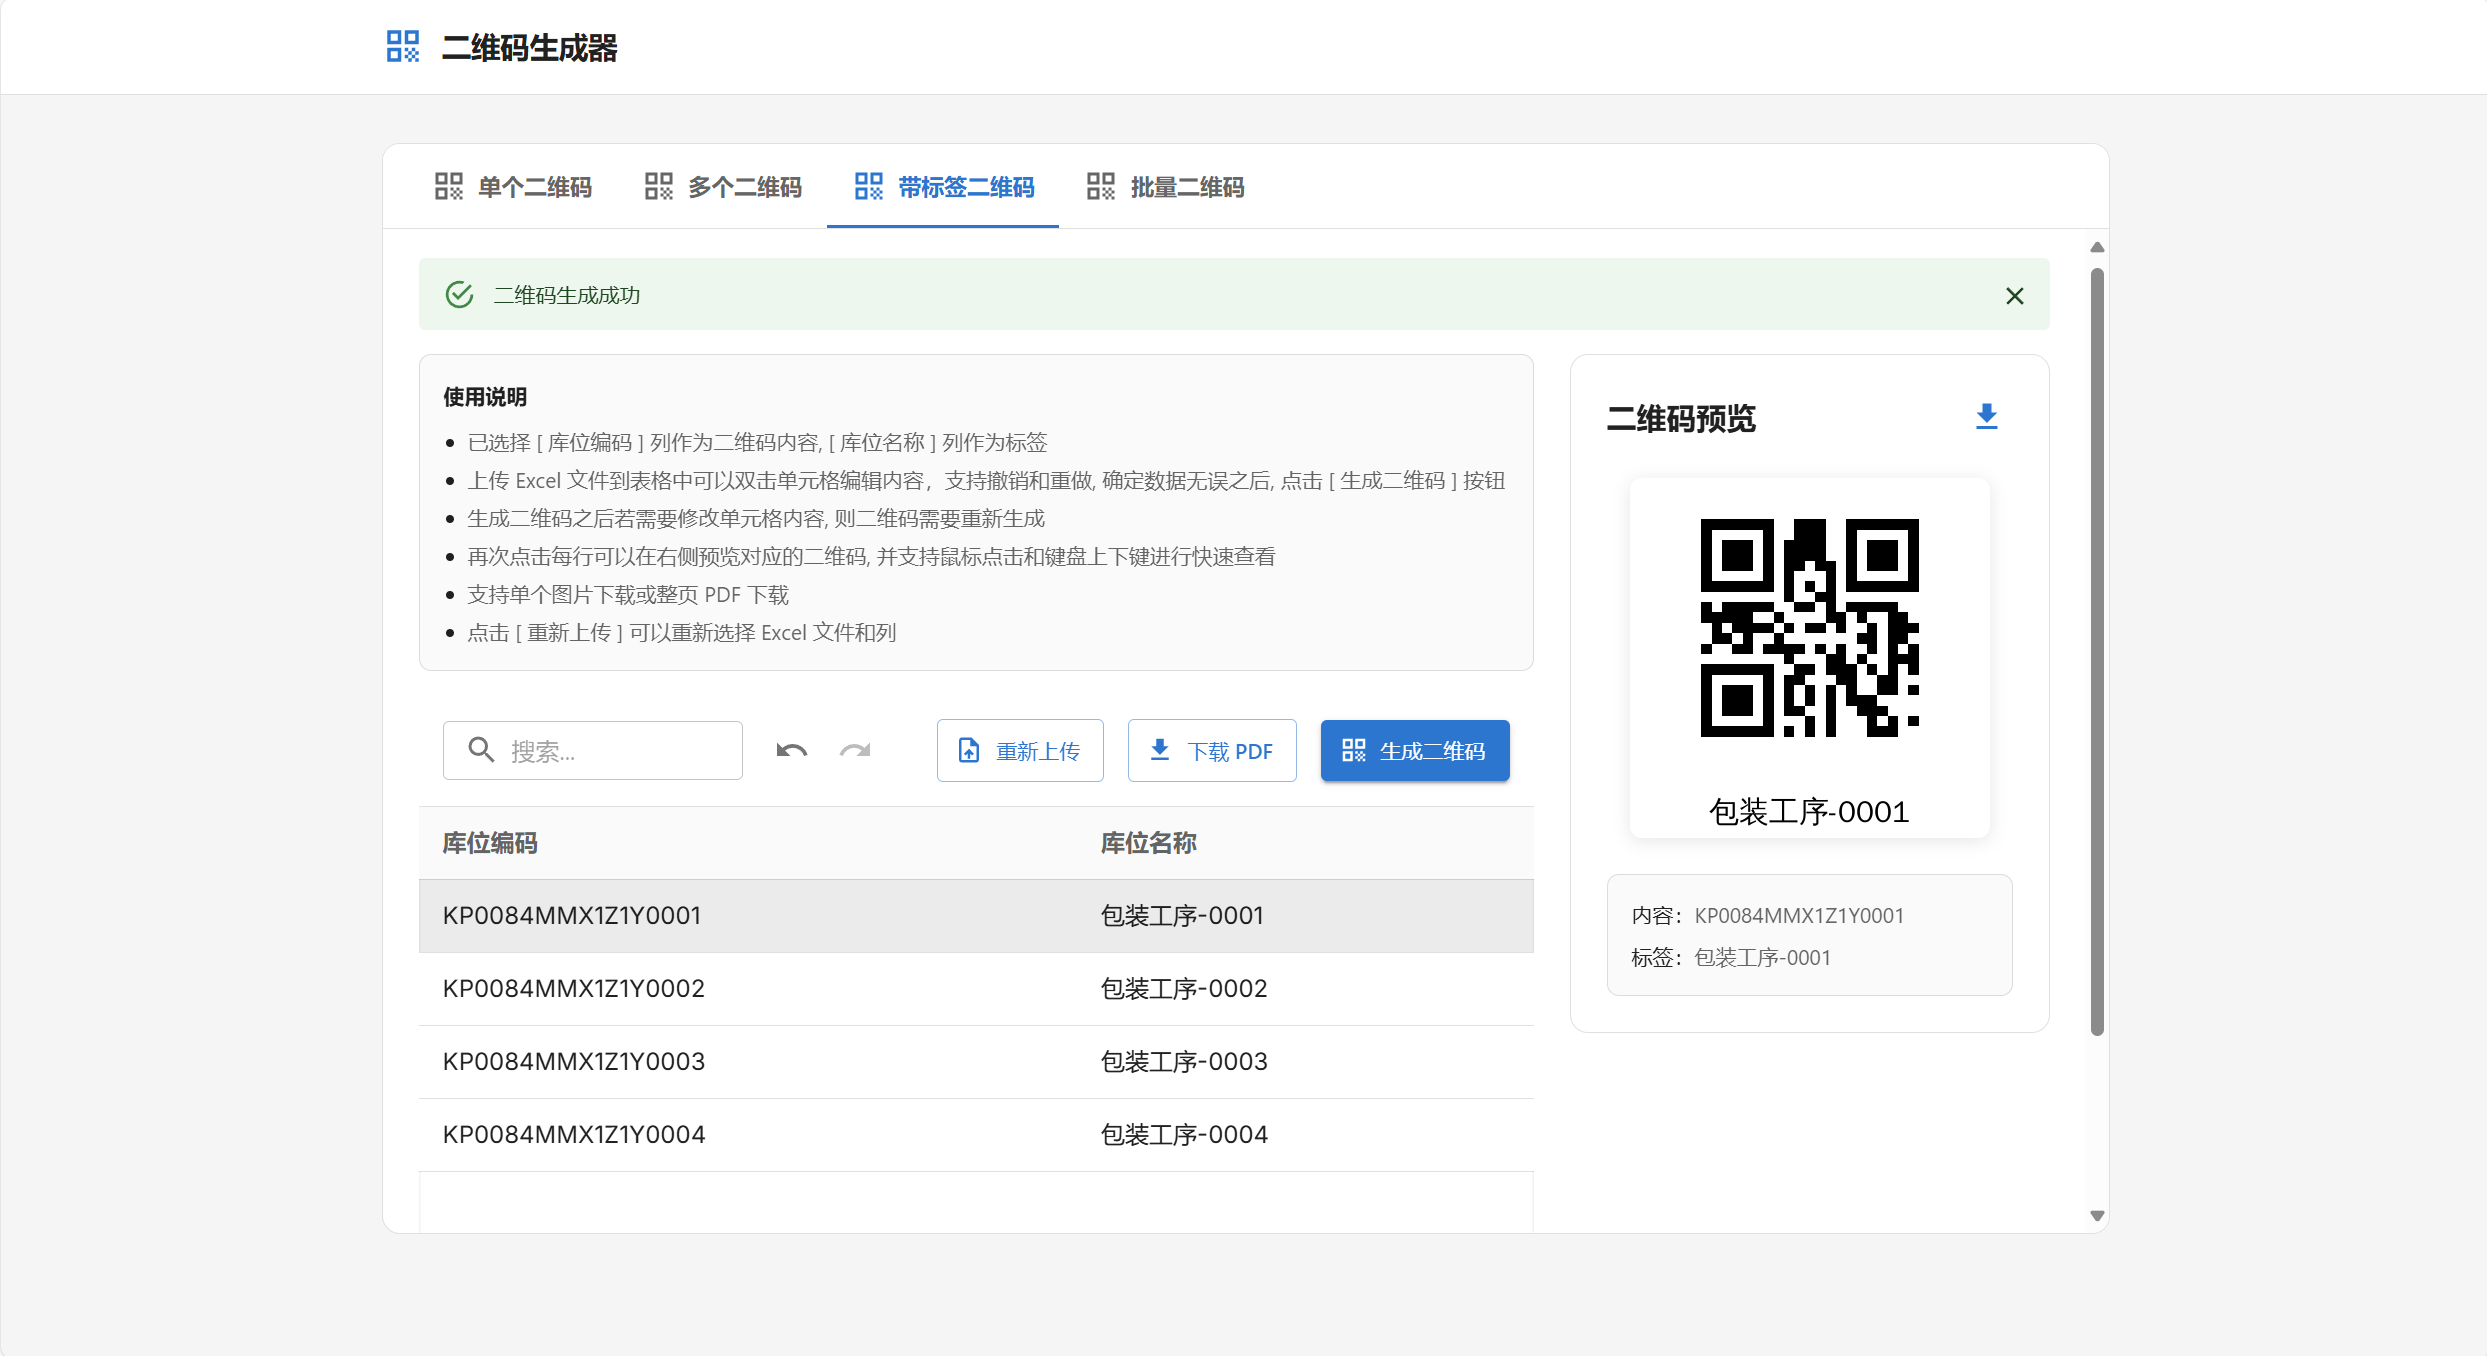 二维码生成器
单个二维码 多个二维码 带标签二维码 批量二维码
二维码生成成功
使用说明
已选择 [ 库位编码 ] 列作为二维码内容, [ 库位名称 ] 列作为标签
上传 Excel 文件到表格中可以双击单元格编辑内容，支持撤销和重做, 确定数据无误之后, 点击 [ 生成二维码 ] 按钮
生成二维码之后若需要修改单元格内容, 则二维码需要重新生成
再次点击每行可以在右侧预览对应的二维码, 并支持鼠标点击和键盘上下键进行快速查看
支持单个图片下载或整页 PDF 下载
点击 [ 重新上传 ] 可以重新选择 Excel 文件和列
搜索... 重新上传 下载 PDF 生成二维码
库位编码 库位名称
KP0084MMX1Z1Y0001 包装工序-0001
KP0084MMX1Z1Y0002 包装工序-0002
KP0084MMX1Z1Y0003 包装工序-0003
KP0084MMX1Z1Y0004 包装工序-0004
二维码预览
包装工序-0001
内容： KP0084MMX1Z1Y0001
标签： 包装工序-0001